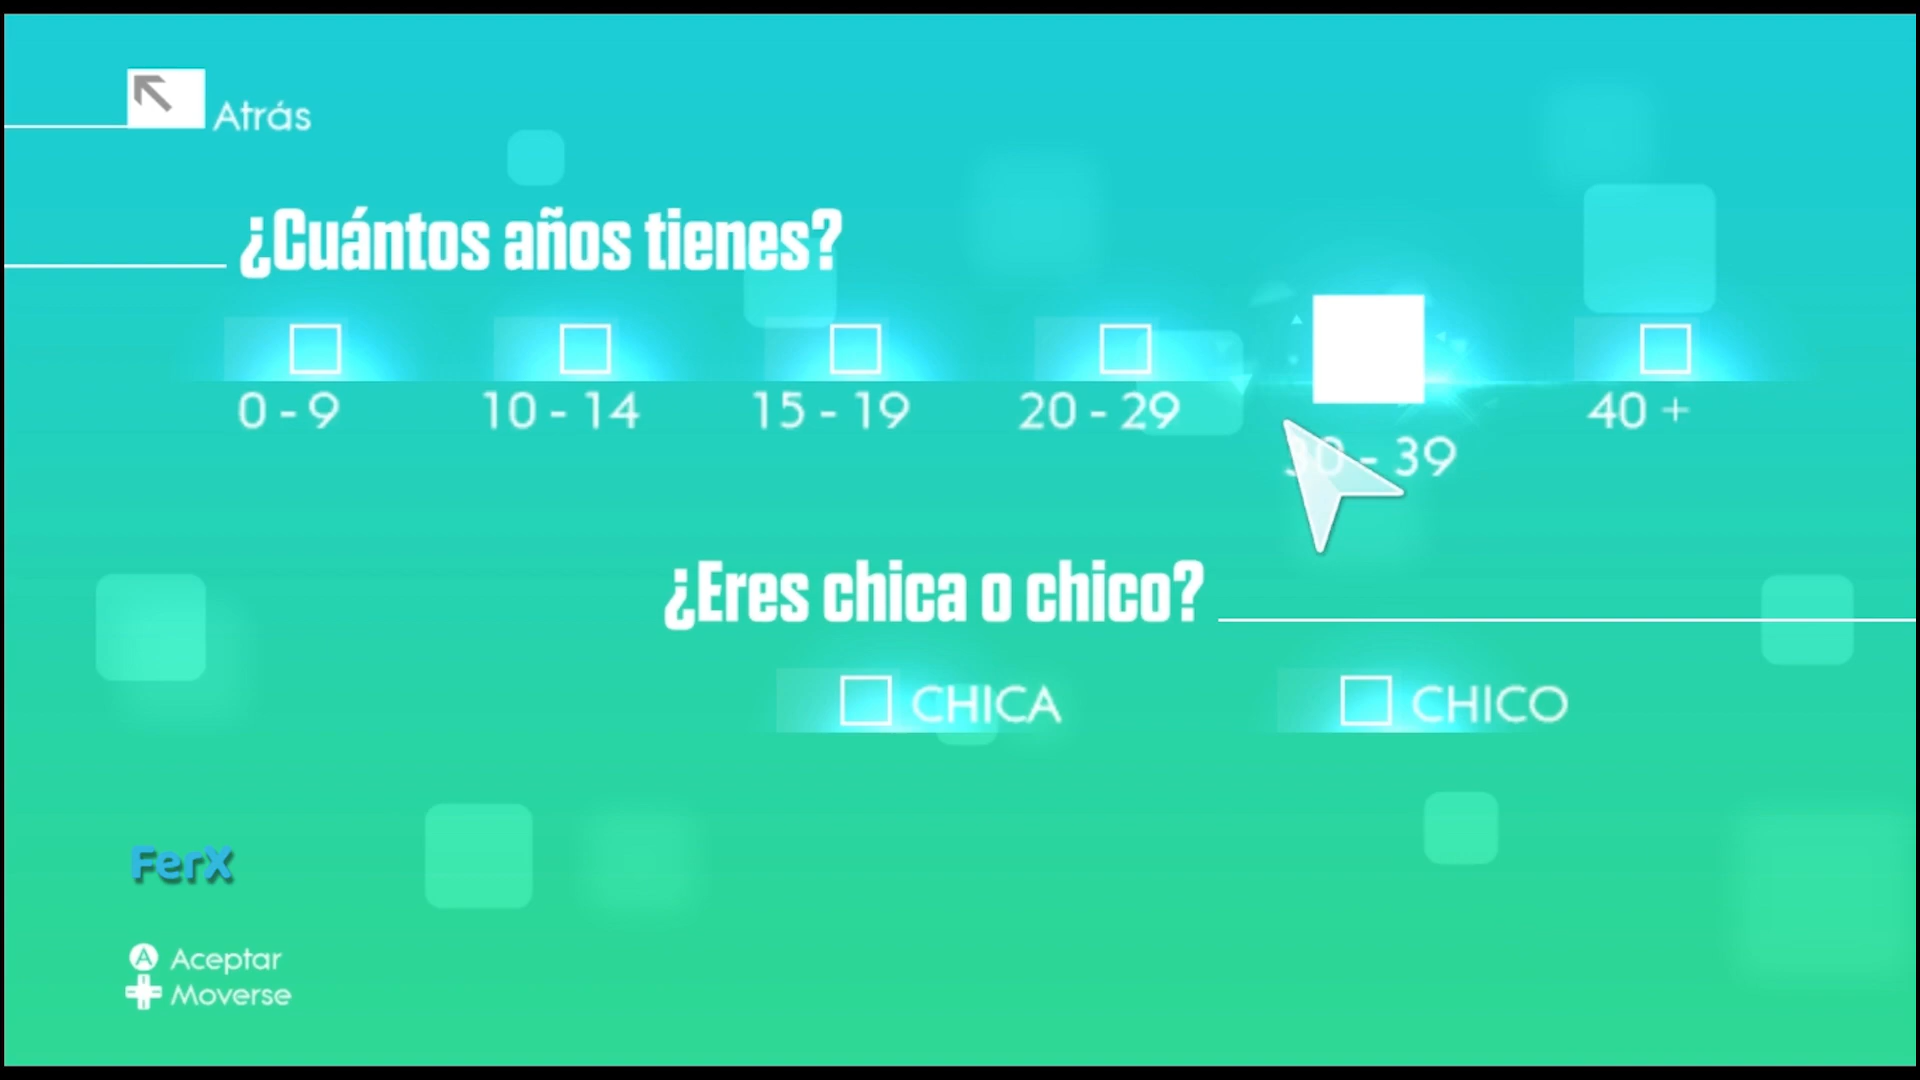 Atrás
¿Cuántos años tienes?
0 - 9
10 - 14
15 - 19
20 - 29
30 - 39
40 +
¿Eres chica o chico?
CHICA
CHICO
FerX
A Aceptar
Moverse